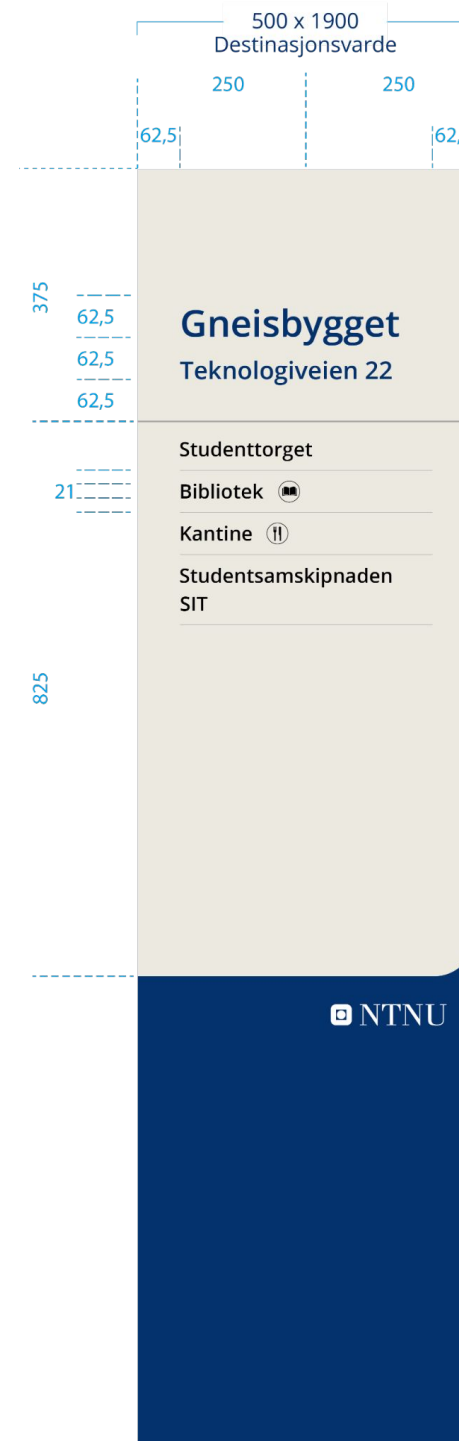 500 x 1900
Destinasjonsvarde
250 250
62,5 62,
375
62,5
62,5
62,5
Gneisbygget
Teknologiveien 22
Studenttorget
21
Bibliotek
Kantine
Studentsamskipnaden
SIT
825
NTNU